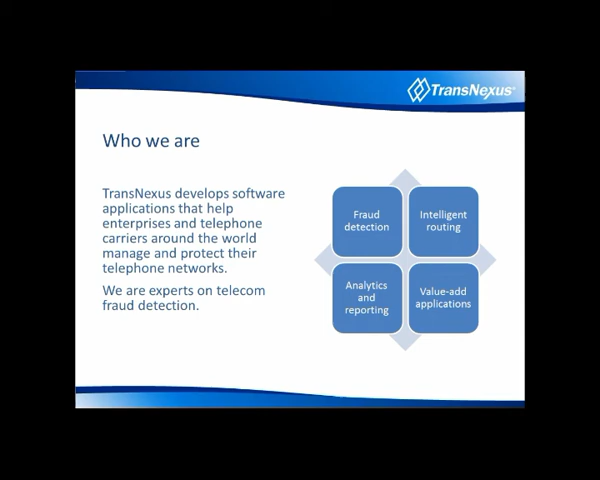 TransNexus®
Who we are
TransNexus develops software
applications that help
enterprises and telephone
carriers around the world
manage and protect their
telephone networks.
We are experts on telecom
fraud detection.
Fraud
detection
Intelligent
routing
Analytics
and
reporting
Value-add
applications